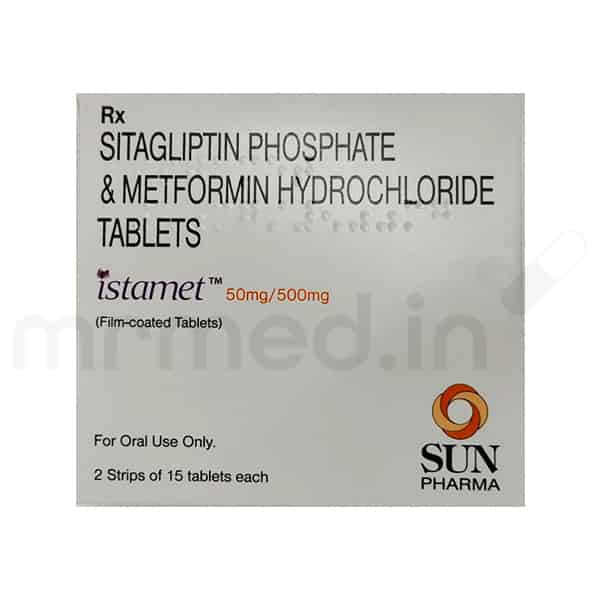 Rx
SITAGLIPTIN PHOSPHATE
& METFORMIN HYDROCHLORIDE
TABLETS
istamet™ 50mg/500mg
(Film-coated Tablets)
mrmed.in
For Oral Use Only.
2 Strips of 15 tablets each
SUN
PHARMA